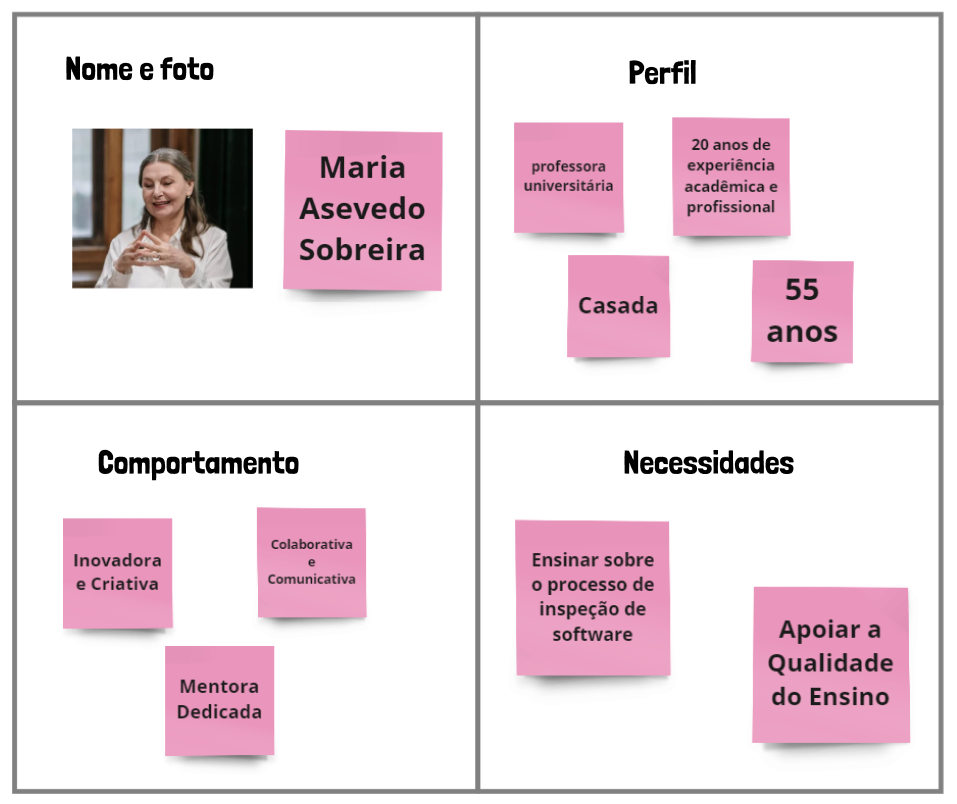 Nome e foto
Maria
Asevedo
Sobreira
Perfil
professora
universitária
20 anos de
experiência
acadêmica e
profissional
Casada
55
anos
Comportamento
Inovadora
e Criativa
Colaborativa
e
Comunicativa
Mentora
Dedicada
Necessidades
Ensinar sobre
o processo de
inspeção de
software
Apoiar a
Qualidade
do Ensino